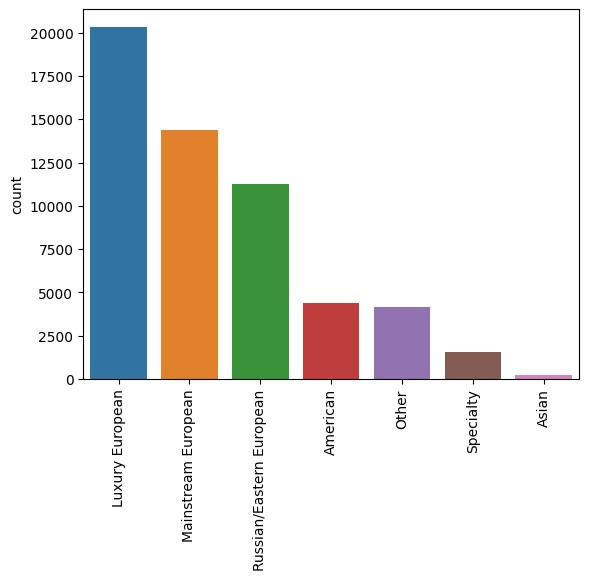 20000
17500
15000
12500
10000
7500
5000
2500
0
count
Luxury European
Mainstream European
Russian/Eastern European
American
Other
Specialty
Asian